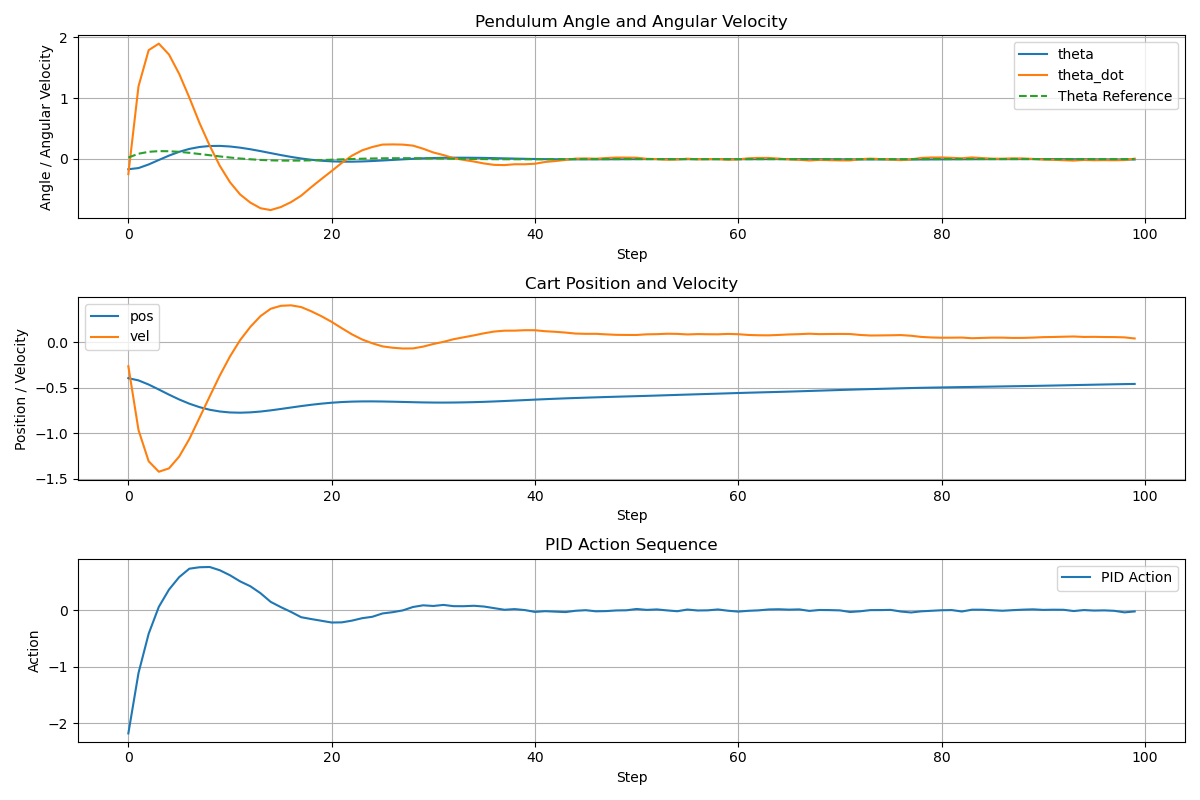 Pendulum Angle and Angular Velocity
Angle / Angular Velocity
2
1
0
theta
theta_dot
Theta Reference
0 20 40 60 80 100
Step
Cart Position and Velocity
Position / Velocity
0.0
−0.5
−1.0
−1.5
pos
vel
0 20 40 60 80 100
Step
PID Action Sequence
Action
0
−1
−2
PID Action
0 20 40 60 80 100
Step